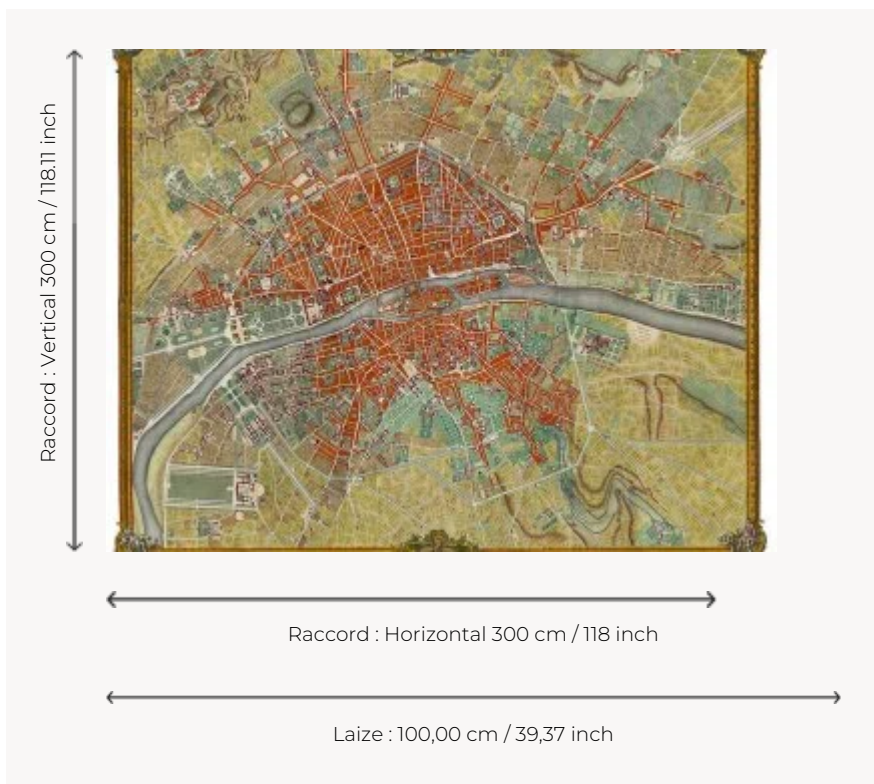 Raccord : Vertical 300 cm / 118.11 inch
Raccord : Horizontal 300 cm / 118 inch
Laize : 100,00 cm / 39,37 inch